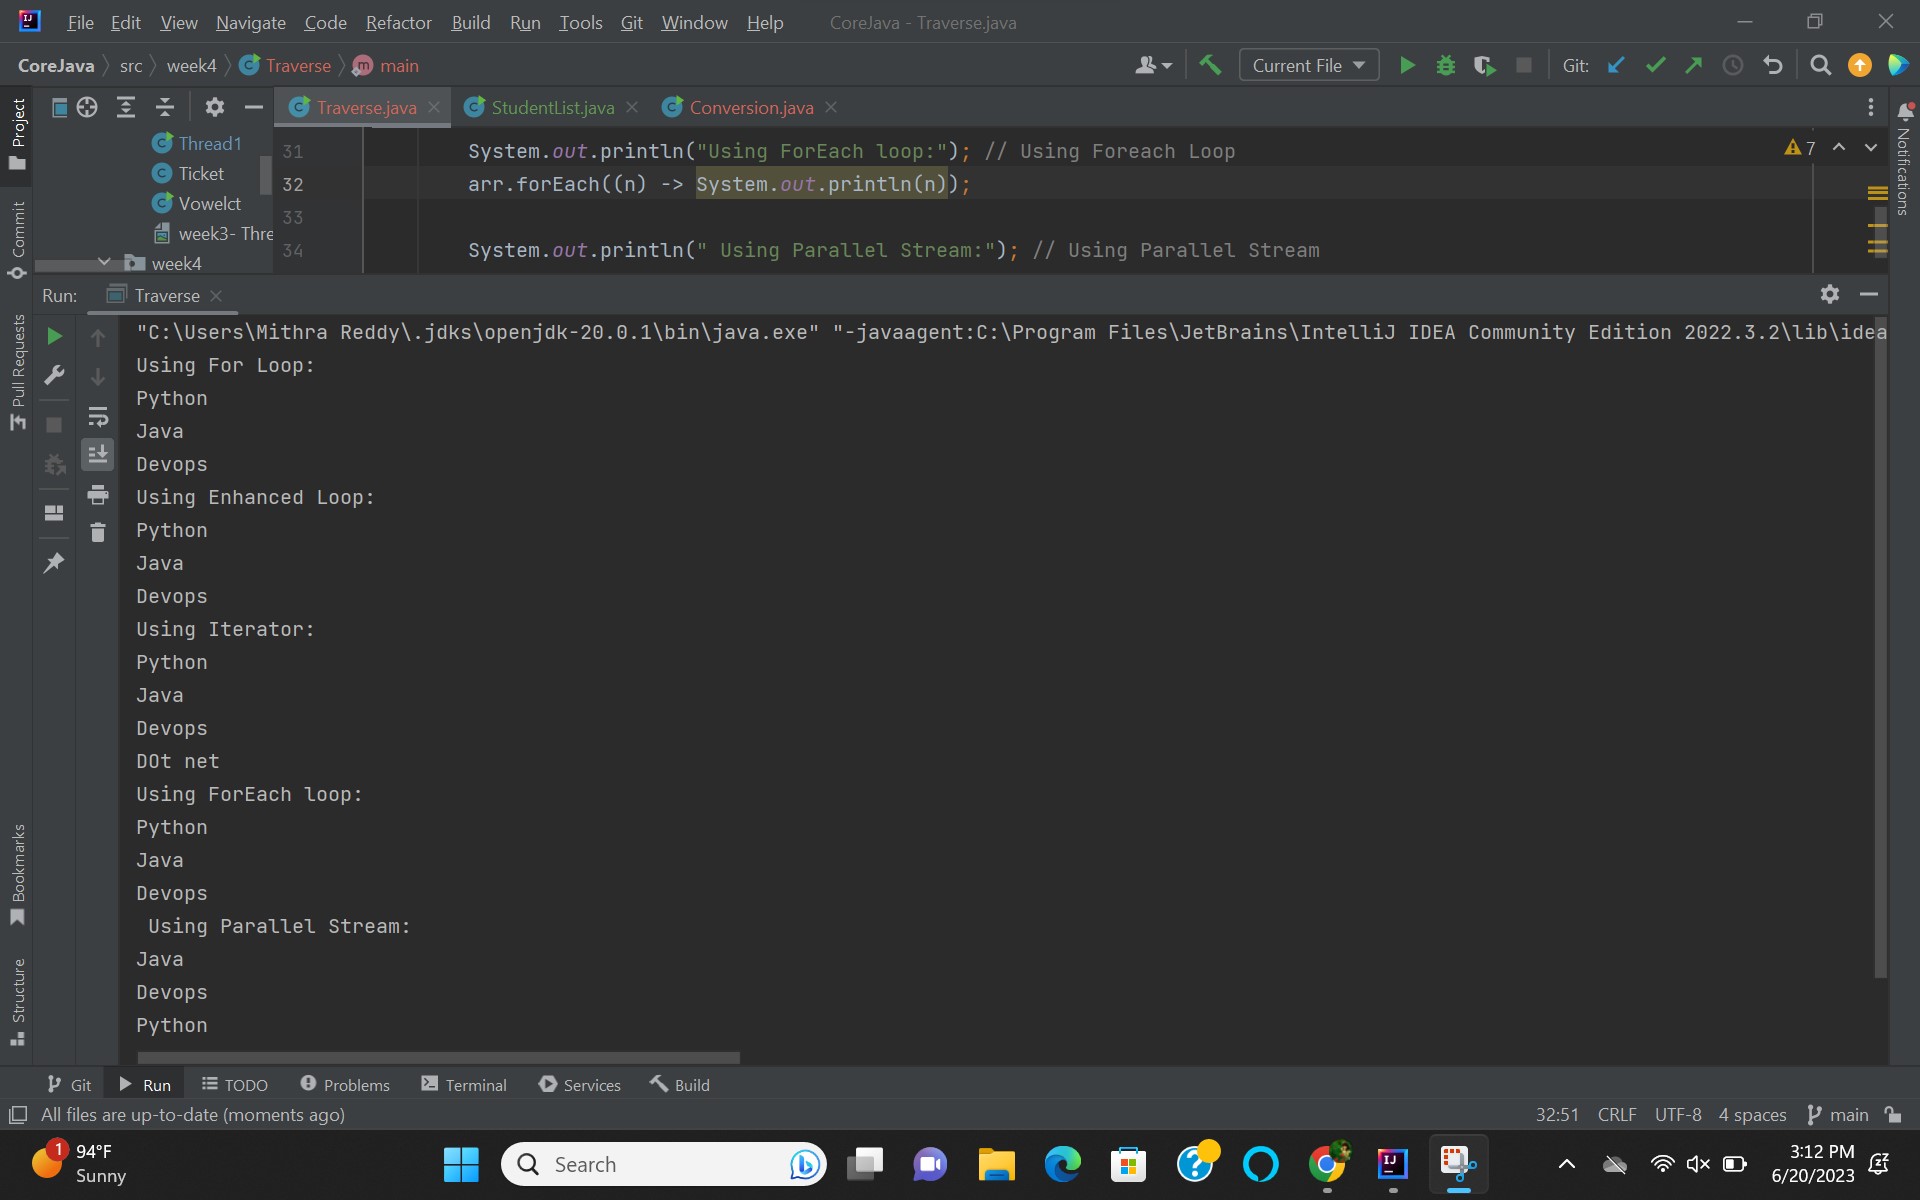 File Edit View Navigate Code Refactor Build Run Tools Git Window Help CoreJava - Traverse.java
CoreJava src week4 Traverse main Current File Git:
Project
Traverse.java StudentList.java Conversion.java
Notifications
Thread1
Ticket
Vowelct
week3- Thre
week4
31 System.out.println("Using ForEach loop:"); // Using Foreach Loop 7
32 arr.forEach((n) -> System.out.println(n));
33
34 System.out.println(" Using Parallel Stream:"); // Using Parallel Stream
Commit
Pull Requests
Bookmarks
Structure
Run: Traverse
"C:\Users\Mithra Reddy\.jdks\openjdk-20.0.1\bin\java.exe" "-javaagent:C:\Program Files\JetBrains\IntelliJ IDEA Community Edition 2022.3.2\lib\idea
Using For Loop:
Python
Java
Devops
Using Enhanced Loop:
Python
Java
Devops
Using Iterator:
Python
Java
Devops
DOt net
Using ForEach loop:
Python
Java
Devops
Using Parallel Stream:
Java
Devops
Python
Git Run TODO Problems Terminal Services Build
All files are up-to-date (moments ago) 32:51 CRLF UTF-8 4 spaces main
1 94°F
Sunny
Search
3:12 PM
6/20/2023